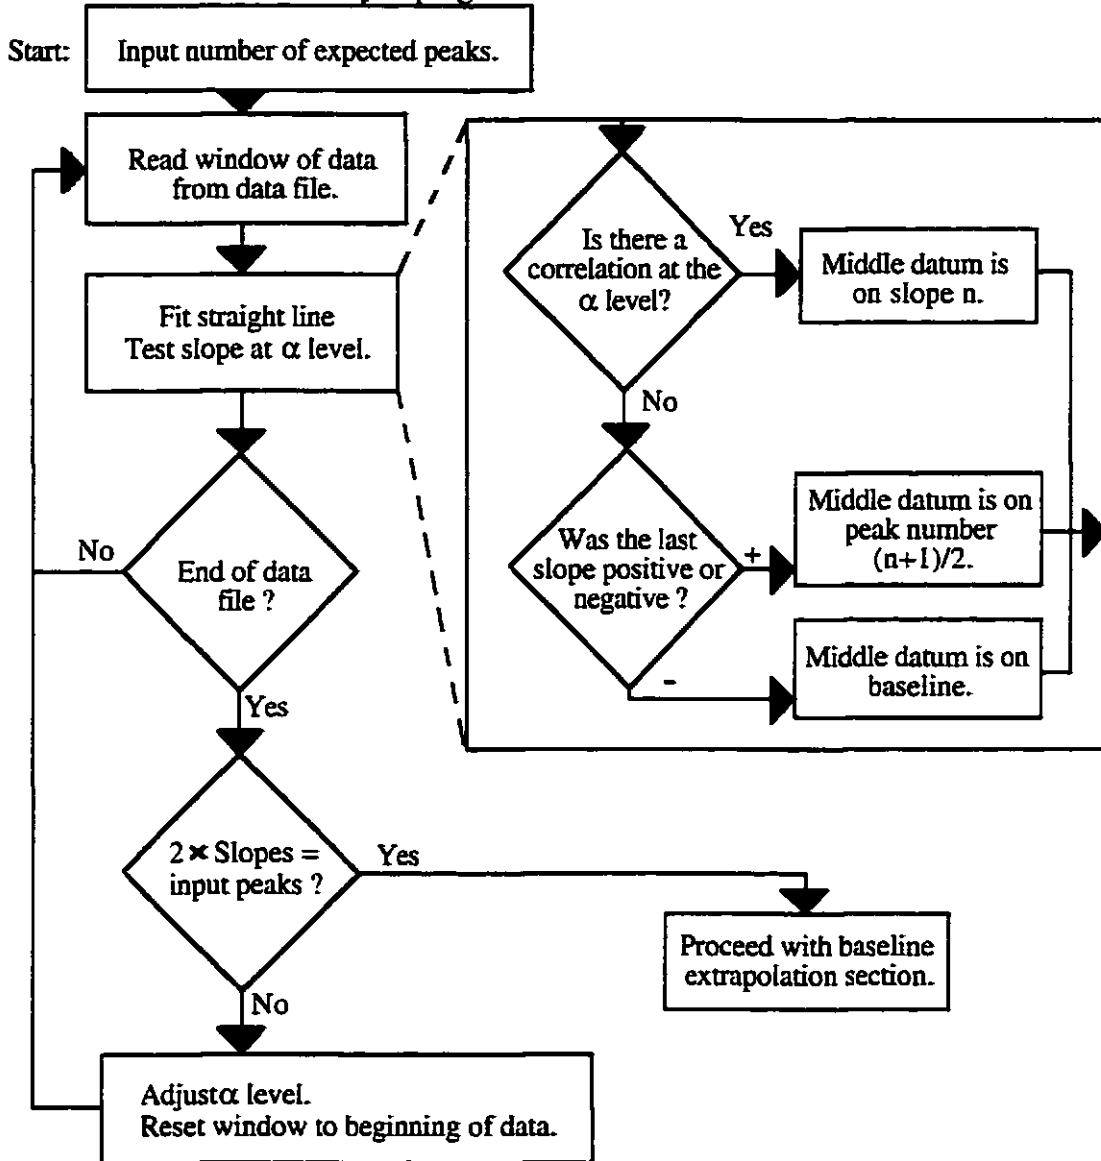 Start:
Input number of expected peaks.
Read window of data
from data file.
Fit straight line
Test slope at α level.
End of data
file ?
No
Yes
2 × Slopes =
input peaks ?
Yes
No
Adjustα level.
Reset window to beginning of data.
Proceed with baseline
extrapolation section.
Is there a
correlation at the
α level?
Yes
No
Middle datum is
on slope n.
Was the last
slope positive or
negative ?
+
-
Middle datum is on
peak number
(n+1)/2.
Middle datum is on
baseline.